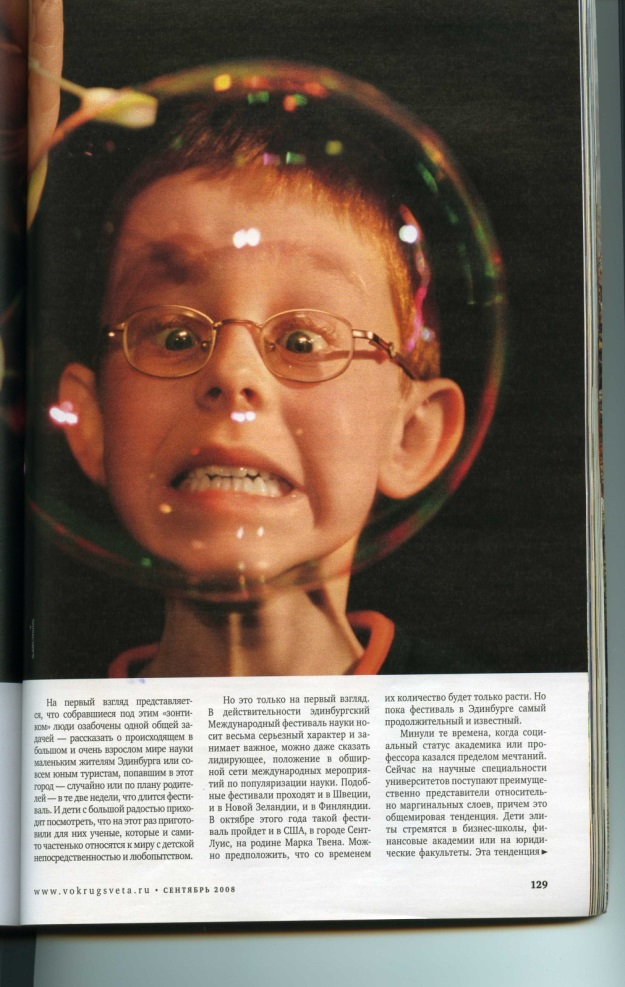 На первый взгляд представляет-
ся, что собравшиеся под этим «зонти-
ком» люди озабочены одной общей за-
дачей — рассказать о происходящем в
большом и очень взрослом мире науки
маленьким жителям Эдинбурга или со-
всем юным туристам, попавшим в этот
город — случайно или по плану родите-
лей — в те две недели, что длится фести-
валь. И дети с большой радостью прихо-
дят посмотреть, что на этот раз пригото-
вили для них ученые, которые и сами-
то частенько относятся к миру с детской
непосредственностью и любопытством.
Но это только на первый взгляд.
В действительности эдинбургский
Международный фестиваль науки но-
сит весьма серьезный характер и за-
нимает важное, можно даже сказать
лидирующее, положение в обшир-
ной сети международных мероприя-
тий по популяризации науки. Подоб-
ные фестивали проходят и в Швеции,
и в Новой Зеландии, и в Финляндии.
В октябре этого года такой фести-
валь пройдет и в США, в городе Сент-
Луис, на родине Марка Твена. Мож-
но предположить, что со временем
их количество будет только расти. Но
пока фестиваль в Эдинбурге самый
продолжительный и известный.
Минули те времена, когда соци-
альный статус академика или про-
фессора казался пределом мечтаний.
Сейчас на научные специальности
университетов поступают преимуще-
ственно представители относитель-
но маргинальных слоев, причем это
общемировая тенденция. Дети эли-
ты стремятся в бизнес-школы, фи-
нансовые академии или на юриди-
ческие факультеты. Эта тенденция ►
www.vokrugsveta.ru • СЕНТЯБРЬ 2008
129